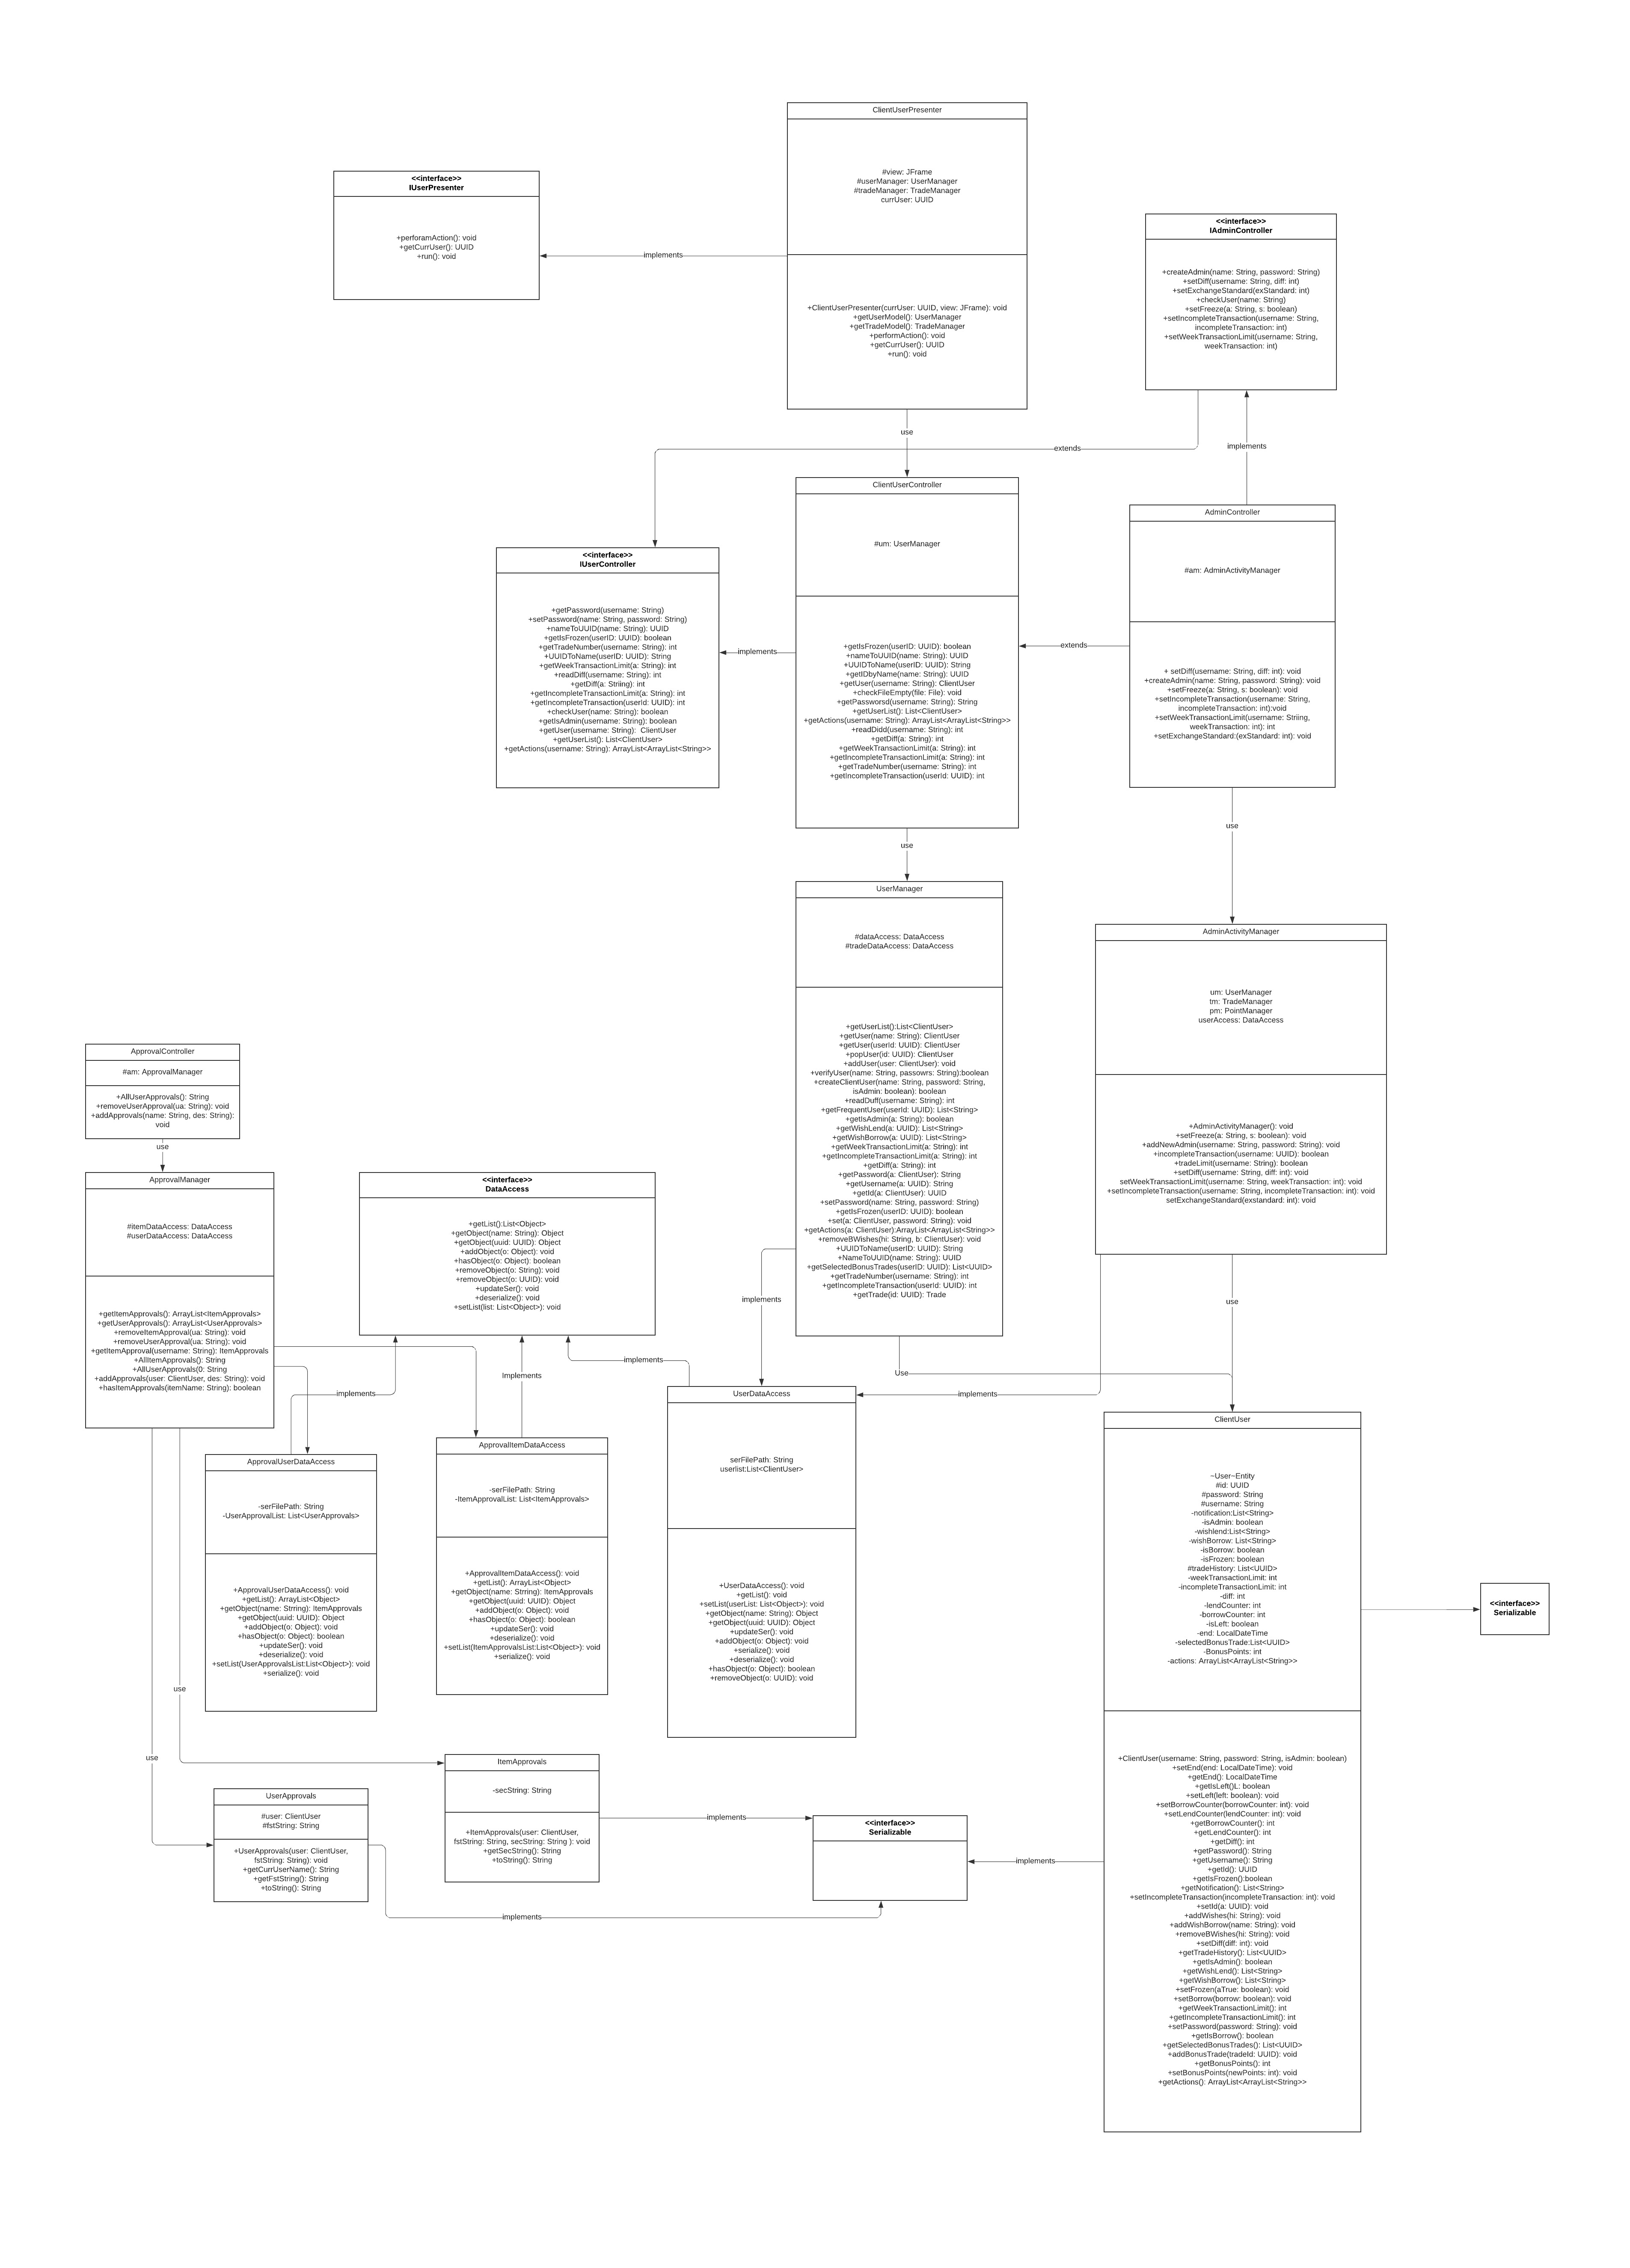 ClientUserPresenter
#view: JFrame
#userManager: UserManager
#tradeManager: TradeManager
currUser: UUID
+ClientUserPresenter(currUser: UUID, view: JFrame): void
+getUserModel(): UserManager
+getTradeModel(): TradeManager
+performAction(): void
+getCurrUser(): UUID
+run(): void
<<interface>>
IUserPresenter
+perforamAction(): void
+getCurrUser(): UUID
+run(): void
implements
<<interface>>
IAdminController
+createAdmin(name: String, password: String)
+setDiff(username: String, diff: int)
+setExchangeStandard(exStandard: int)
+checkUser(name: String)
+setFreeze(a: String, s: boolean)
+setIncompleteTransaction(username: String,
incompleteTransaction: int)
+setWeekTransactionLimit(username: String,
weekTransaction: int)
use
extends
implements
ClientUserController
#um: UserManager
+getIsFrozen(userID: UUID): boolean
+nameToUUID(name: String): UUID
+UUIDToName(userID: UUID): String
+getIDbyName(name: String): UUID
+getUser(username: String): ClientUser
+checkFileEmpty(file: File): void
+getPassworsd(username: String): String
+getUserList(): List<ClientUser>
+getActions(username: String): ArrayList<ArrayList<String>>
+readDidd(username: String): int
+getDiff(a: String): int
+getWeekTransactionLimit(a: String): int
+getIncompleteTransactionLimit(a: String): int
+getTradeNumber(username: String): int
+getIncompleteTransaction(userId: UUID): int
AdminController
#am: AdminActivityManager
+ setDiff(username: String, diff: int): void
+createAdmin(name: String, password: String): void
+setFreeze(a: String, s: boolean): void
+setIncompleteTransaction(username: String,
incompleteTransaction: int):void
+setWeekTransactionLimit(username: Striing,
weekTransaction: int): int
+setExchangeStandard:(exStandard: int): void
<<interface>>
IUserController
+getPassword(username: String)
+setPassword(name: String, password: String)
+nameToUUID(name: String): UUID
+getIsFrozen(userID: UUID): boolean
+getTradeNumber(username: String): int
+UUIDToName(userID: UUID): String
+getWeekTransactionLimit(a: String): int
+readDiff(username: String): int
+getDiff(a: Striing): int
+getIncompleteTransactionLimit(a: String): int
+getIncompleteTransaction(userId: UUID): int
+checkUser(name: String): boolean
+getIsAdmin(username: String): boolean
+getUser(username: String):  ClientUser
+getUserList(): List<ClientUser>
+getActions(username: String): ArrayList<ArrayList<String>>
implements
extends
use
use
UserManager
#dataAccess: DataAccess
#tradeDataAccess: DataAccess
+getUserList():List<ClientUser>
+getUser(name: String): ClientUser
+getUser(userId: UUID): ClientUser
+popUser(id: UUID): ClientUser
+addUser(user: ClientUser): void
+verifyUser(name: String, passowrs: String):boolean
+createClientUser(name: String, password: String,
isAdmin: boolean): boolean
+readDuff(username: String): int
+getFrequentUser(userId: UUID): List<String>
+getIsAdmin(a: String): boolean
+getWishLend(a: UUID): List<String>
+getWishBorrow(a: UUID): List<String>
+getWeekTransactionLimit(a: String): int
+getIncompleteTransactionLimit(a: String): int
+getDiff(a: String): int
+getPassword(a: ClientUser): String
+getUsername(a: UUID): String
+getId(a: ClientUser): UUID
+setPassword(name: String, password: String)
+getIsFrozen(userID: UUID): boolean
+set(a: ClientUser, password: String): void
+getActions(a: ClientUser):ArrayList<ArrayList<String>>
+removeBWishes(hi: String, b: ClientUser): void
+UUIDToName(userID: UUID): String
+NameToUUID(name: String): UUID
+getSelectedBonusTrades(userID: UUID): List<UUID>
+getTradeNumber(username: String): int
+getIncompleteTransaction(userId: UUID): int
+getTrade(id: UUID): Trade
AdminActivityManager
um: UserManager
tm: TradeManager
pm: PointManager
userAccess: DataAccess
+AdminActivityManager(): void
+setFreeze(a: String, s: boolean): void
+addNewAdmin(username: String, password: String): void
+incompleteTransaction(username: UUID): boolean
+tradeLimit(username: String): boolean
+setDiff(username: String, diff: int): void
setWeekTransactionLimit(username: String, weekTransaction: int): void
+setIncompleteTransaction(username: String, incompleteTransaction: int): void
setExchangeStandard(exstandard: int): void
ApprovalController
#am: ApprovalManager
+AllUserApprovals(): String
+removeUserApproval(ua: String): void
+addApprovals(name: String, des: String):
void
use
ApprovalManager
#itemDataAccess: DataAccess
#userDataAccess: DataAccess
+getItemApprovals(): ArrayList<ItemApprovals>
+getUserApprovals(): ArrayList<UserApprovals>
+removeItemApproval(ua: String): void
+removeUserApproval(ua: String): void
+getItemApproval(username: String): ItemApprovals
+AllItemApprovals(): String
+AllUserApprovals(0: String
+addApprovals(user: ClientUser, des: String): void
+hasItemApprovals(itemName: String): boolean
<<interface>>
DataAccess
+getList():List<Object>
+getObject(name: String): Object
+getObject(uuid: UUID): Object
+addObject(o: Object): void
+hasObject(o: Object): boolean
+removeObject(o: String): void
+removeObject(o: UUID): void
+updateSer(): void
+deserialize(): void
+setList(list: List<Object>): void
implements
use
implements
Implements
implements
Use
implements
UserDataAccess
serFilePath: String
userlist:List<ClientUser>
+UserDataAccess(): void
+getList(): void
+setList(userList: List<Object>): void
+getObject(name: String): Object
+getObject(uuid: UUID): Object
+updateSer(): void
+addObject(o: Object): void
+serialize(): void
+deserialize(): void
+hasObject(o: Object): boolean
+removeObject(o: UUID): void
ClientUser
~User~Entity
#id: UUID
#password: String
#username: String
-notification:List<String>
-isAdmin: boolean
-wishlend:List<String>
-wishBorrow: List<String>
-isBorrow: boolean
-isFrozen: boolean
#tradeHistory: List<UUID>
-weekTransactionLimit: int
-incompleteTransactionLimit: int
-diff: int
-lendCounter: int
-borrowCounter: int
-isLeft: boolean
-end: LocalDateTime
-selectedBonusTrade:List<UUID>
-BonusPoints: int
-actions: ArrayList<ArrayList<String>>
+ClientUser(username: String, password: String, isAdmin: boolean)
+setEnd(end: LocalDateTime): void
+getEnd(): LocalDateTime
+getIsLeft()L: boolean
+setLeft(left: boolean): void
+setBorrowCounter(borrowCounter: int): void
+setLendCounter(lendCounter: int): void
+getBorrowCounter(): int
+getLendCounter(): int
+getDiff(): int
+getPassword(): String
+getUsername(): String
+getId(): UUID
+getIsFrozen():boolean
+getNotification(): List<String>
+setIncompleteTransaction(incompleteTransaction: int): void
+setId(a: UUID): void
+addWishes(hi: String): void
+addWishBorrow(name: String): void
+removeBWishes(hi: String): void
+setDiff(diff: int): void
+getTradeHistory(): List<UUID>
+getIsAdmin(): boolean
+getWishLend(): List<String>
+getWishBorrow(): List<String>
+setFrozen(aTrue: boolean): void
+setBorrow(borrow: boolean): void
+getWeekTransactionLimit(): int
+getIncompleteTransactionLimit(): int
+setPassword(password: String): void
+getIsBorrow(): boolean
+getSelectedBonusTrades(): List<UUID>
+addBonusTrade(tradeId: UUID): void
+getBonusPoints(): int
+setBonusPoints(newPoints: int): void
+getActions(): ArrayList<ArrayList<String>>
<<interface>>
Serializable
ApprovalUserDataAccess
-serFilePath: String
-UserApprovalList: List<UserApprovals>
+ApprovalUserDataAccess(): void
+getList(): ArrayList<Object>
+getObject(name: Strring): ItemApprovals
+getObject(uuid: UUID): Object
+addObject(o: Object): void
+hasObject(o: Object): boolean
+updateSer(): void
+deserialize(): void
+setList(UserApprovalsList:List<Object>): void
+serialize(): void
ApprovalItemDataAccess
-serFilePath: String
-ItemApprovalList: List<ItemApprovals>
+ApprovalItemDataAccess(): void
+getList(): ArrayList<Object>
+getObject(name: Strring): ItemApprovals
+getObject(uuid: UUID): Object
+addObject(o: Object): void
+hasObject(o: Object): boolean
+updateSer(): void
+deserialize(): void
+setList(ItemApprovalsList:List<Object>): void
+serialize(): void
use
use
ItemApprovals
-secString: String
+ItemApprovals(user: ClientUser,
fstString: String, secString: String ): void
+getSecString(): String
+toString(): String
UserApprovals
#user: ClientUser
#fstString: String
+UserApprovals(user: ClientUser,
fstString: String): void
+getCurrUserName(): String
+getFstString(): String
+toString(): String
implements
<<interface>>
Serializable
implements
implements